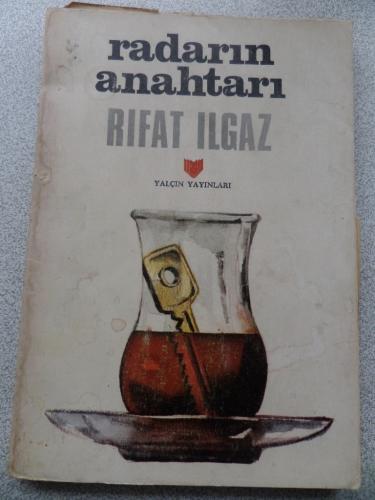 radarın
anahtarı
RIFAT ILGAZ
YALÇIN YAYINLARI